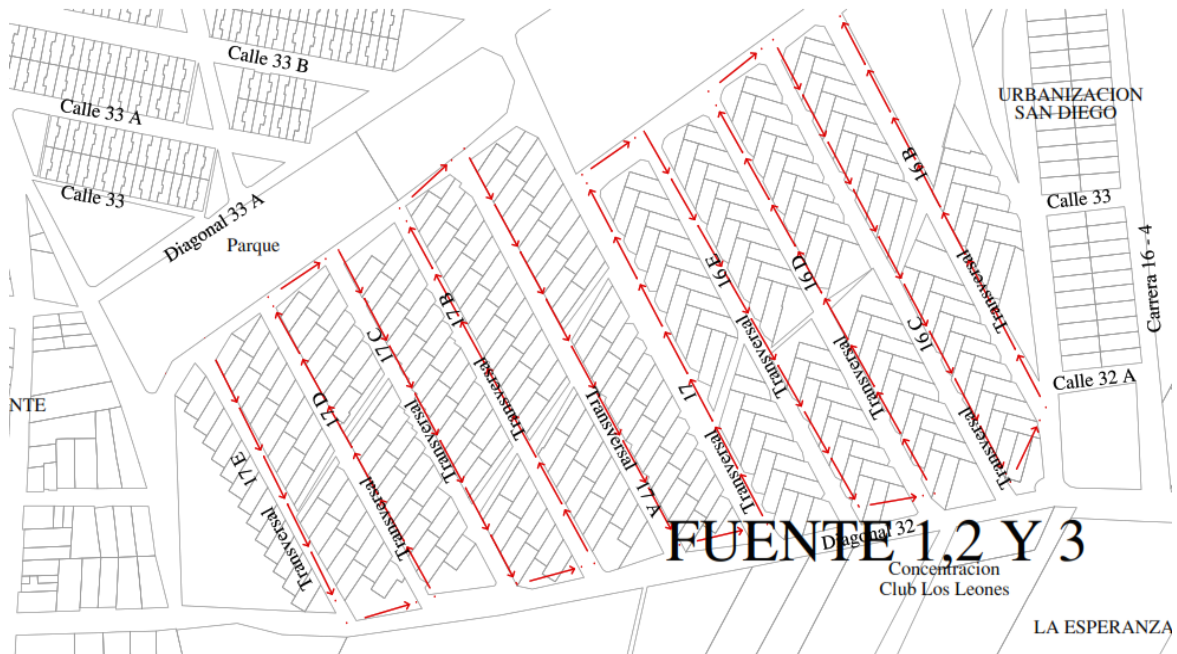 Calle 33 B
Calle 33 A
Calle 33
Diagonal 33 A
Parque
URBANIZACION
SAN DIEGO
Calle 33
Carrera 16 - 4
Calle 32 A
NTE
Transversal 17 E
Transversal 17 D
Transversal 17 C
Transversal 17 B
Transversal 17 A
Transversal 17
Transversal 16 E
Transversal 16 D
Transversal 16 C
Transversal 16 B
FUENTE 1,2 Y 3
Diagonal 32
Concentracion
Club Los Leones
LA ESPERANZA